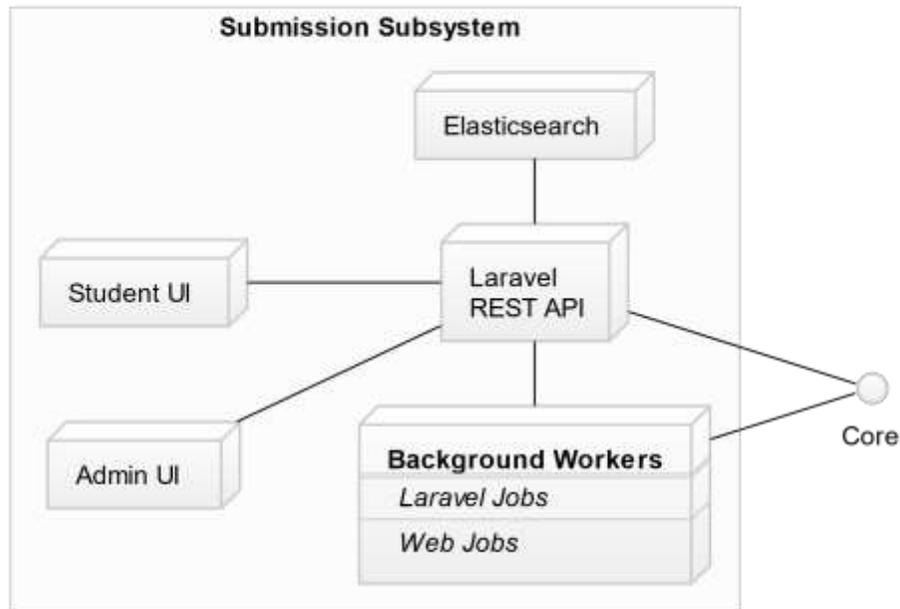 Submission Subsystem
Elasticsearch
Student UI
Laravel
REST API
Core
Admin UI
Background Workers
Laravel Jobs
Web Jobs